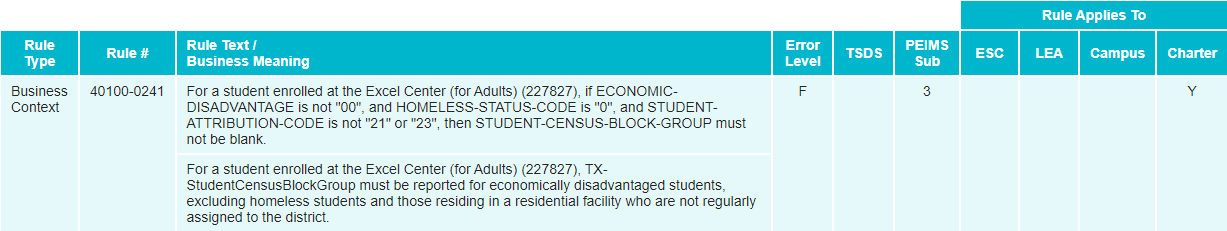 Rule Applies To
Rule
Type
Rule #
Rule Text /
Business Meaning
Error
Level
TSDS
PEIMS
Sub
ESC
LEA
Campus
Charter
Business
Context
40100-0241
For a student enrolled at the Excel Center (for Adults) (227827), if ECONOMIC-
DISADVANTAGE is not "00", and HOMELESS-STATUS-CODE is "0", and STUDENT-
ATTRIBUTION-CODE is not "21" or "23", then STUDENT-CENSUS-BLOCK-GROUP must
not be blank.
F
3
Y
For a student enrolled at the Excel Center (for Adults) (227827), TX-
StudentCensusBlockGroup must be reported for economically disadvantaged students,
excluding homeless students and those residing in a residential facility who are not regularly
assigned to the district.